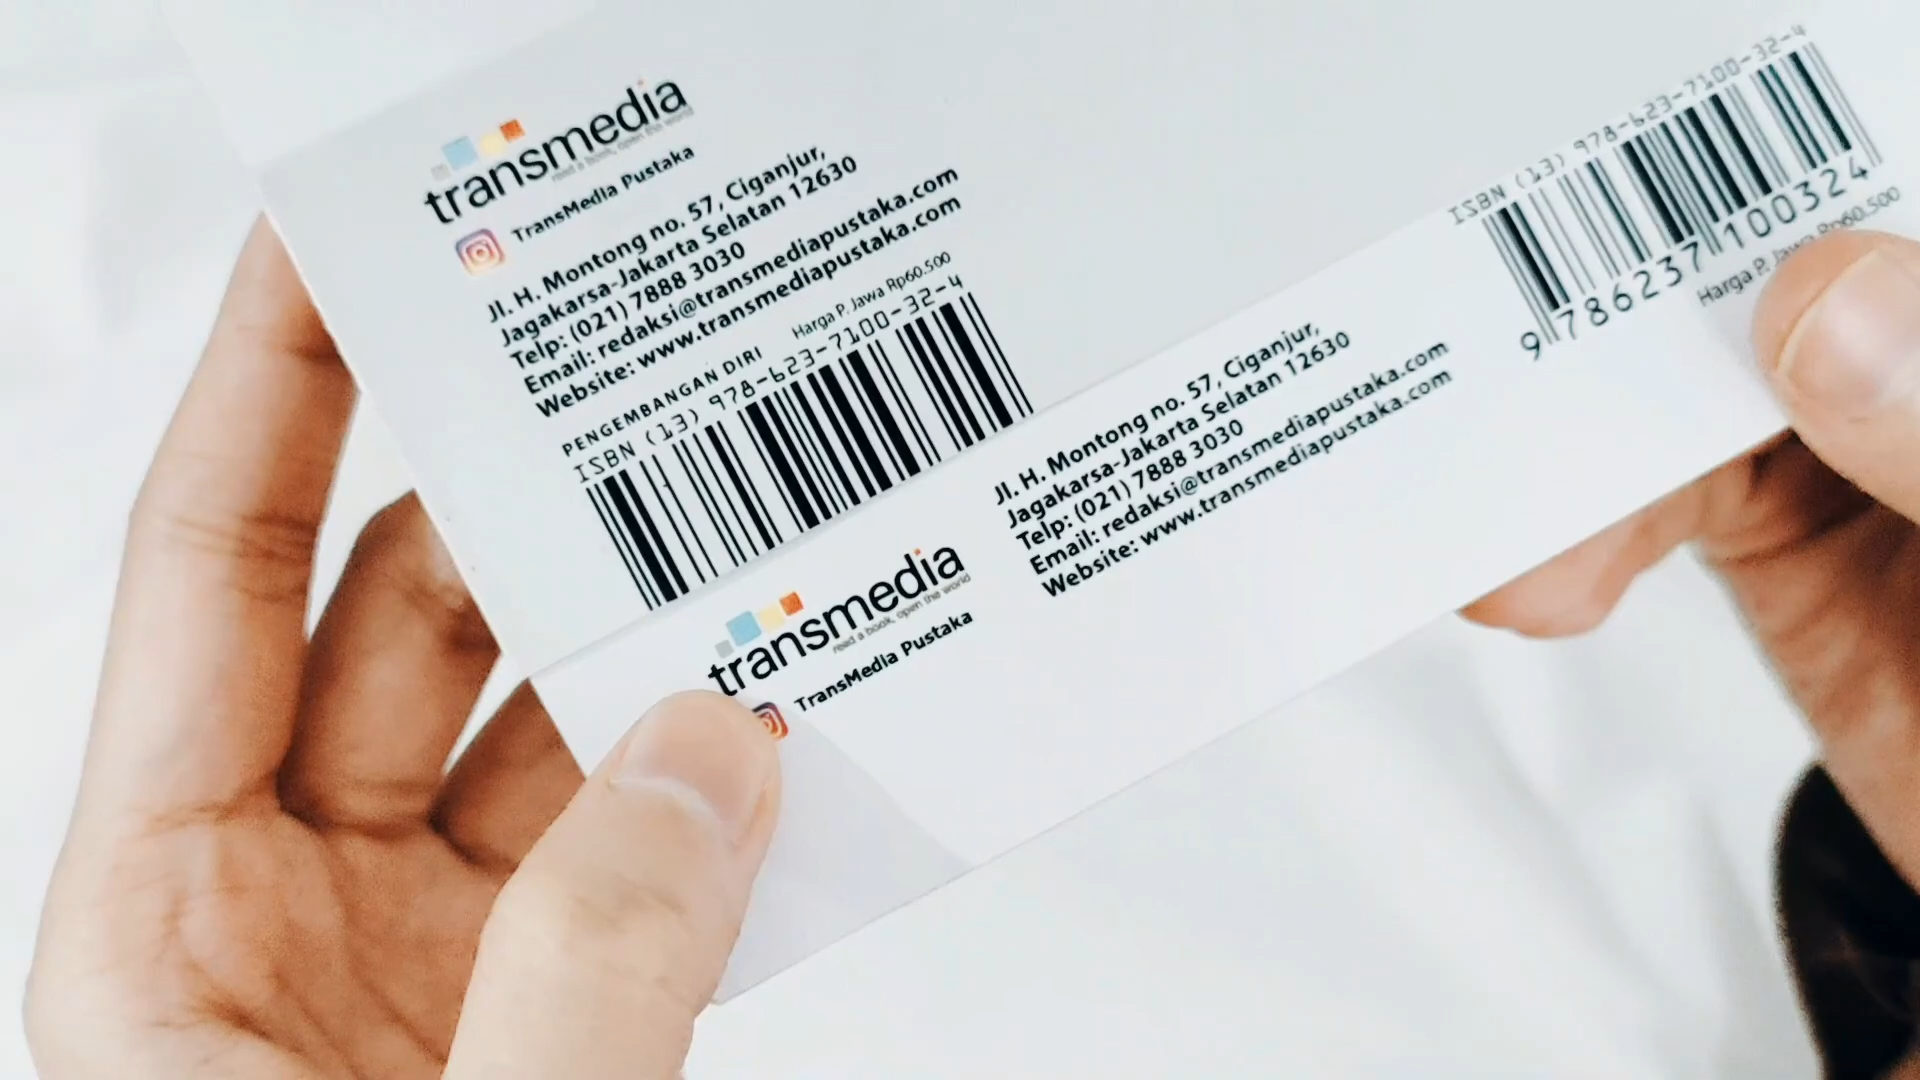 transmedia
read a book, open the world
TransMedia Pustaka
Jl. H. Montong no. 57, Ciganjur,
Jagakarsa-Jakarta Selatan 12630
Telp: (021) 7888 3030
Email: redaksi@transmediapustaka.com
Website: www.transmediapustaka.com
PENGEMBANGAN DIRI
Harga P. Jawa Rp60.500
ISBN (13) 978-623-7100-32-4
transmedia
read a book, open the world
TransMedia Pustaka
Jl. H. Montong no. 57, Ciganjur,
Jagakarsa-Jakarta Selatan 12630
Telp: (021) 7888 3030
Email: redaksi@transmediapustaka.com
Website: www.transmediapustaka.com
ISBN (13) 978-623-7100-32-4
9 786237 100324
Harga P. Jawa Rp60.500